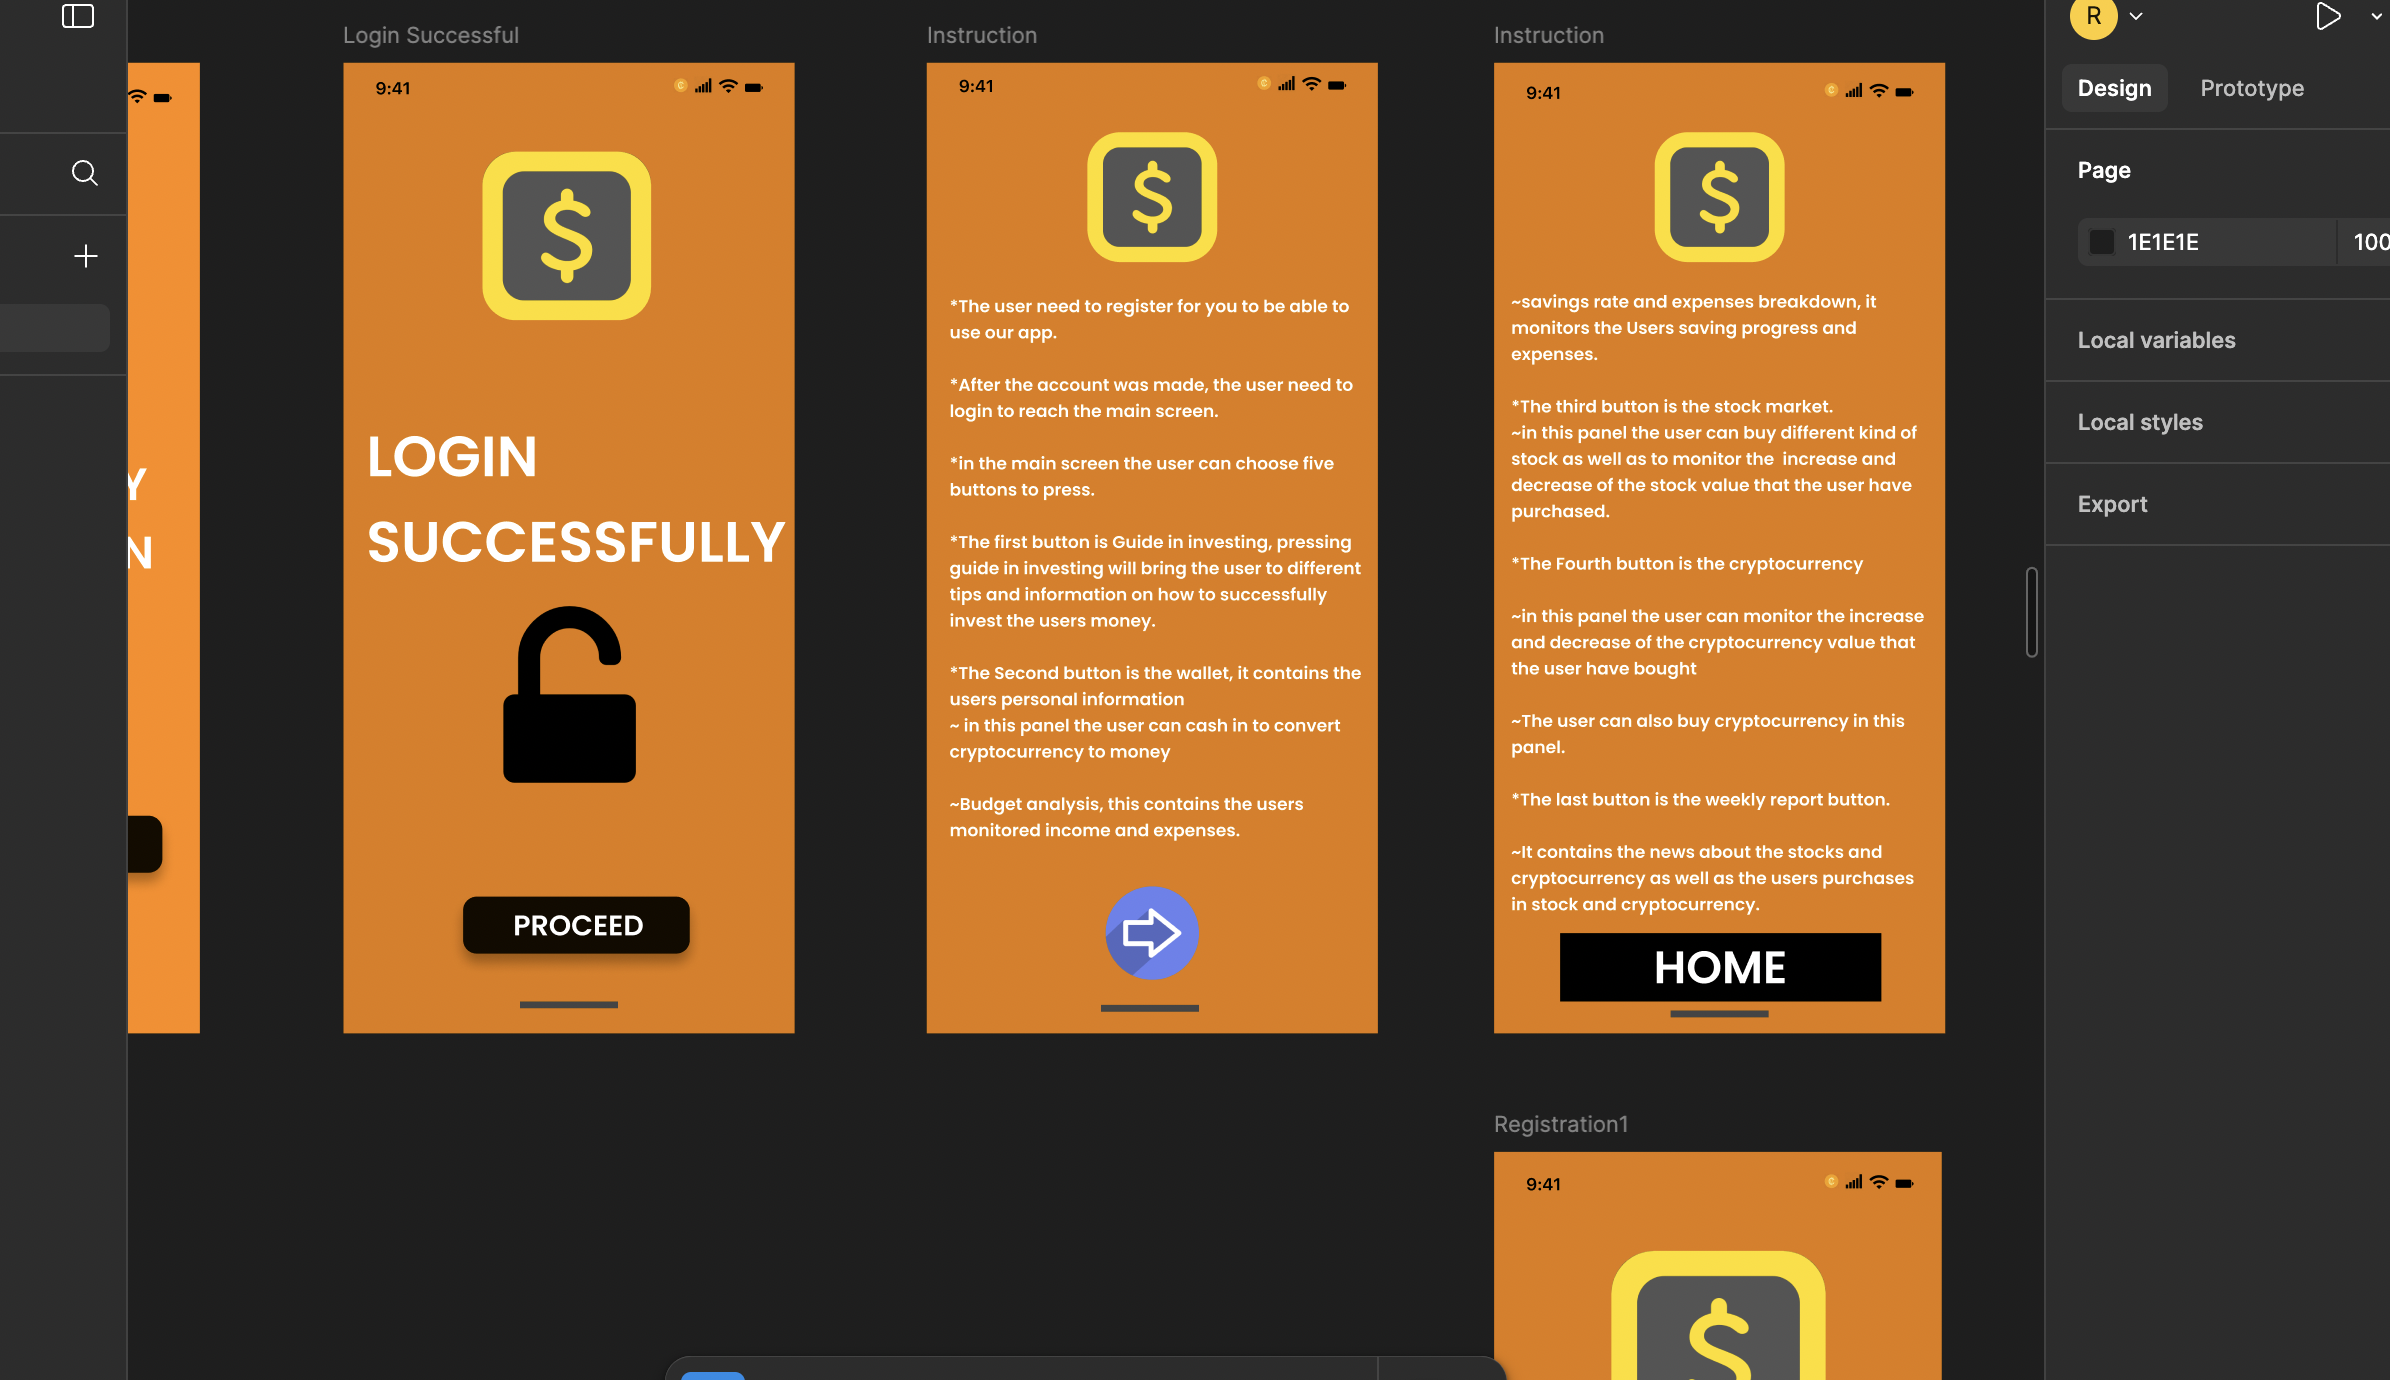 Login Successful
9:41
$
LOGIN
SUCCESSFULLY
PROCEED
Instruction
9:41
$
*The user need to register for you to be able to
use our app.
*After the account was made, the user need to
login to reach the main screen.
*in the main screen the user can choose five
buttons to press.
*The first button is Guide in investing, pressing
guide in investing will bring the user to different
tips and information on how to successfully
invest the users money.
*The Second button is the wallet, it contains the
users personal information
~ in this panel the user can cash in to convert
cryptocurrency to money
~Budget analysis, this contains the users
monitored income and expenses.
Instruction
9:41
$
~savings rate and expenses breakdown, it
monitors the Users saving progress and
expenses.
*The third button is the stock market.
~in this panel the user can buy different kind of
stock as well as to monitor the  increase and
decrease of the stock value that the user have
purchased.
*The Fourth button is the cryptocurrency
~in this panel the user can monitor the increase
and decrease of the cryptocurrency value that
the user have bought
~The user can also buy cryptocurrency in this
panel.
*The last button is the weekly report button.
~It contains the news about the stocks and
cryptocurrency as well as the users purchases
in stock and cryptocurrency.
HOME
Registration1
9:41
$
Y
N
R
Design
Prototype
Page
1E1E1E
100
Local variables
Local styles
Export